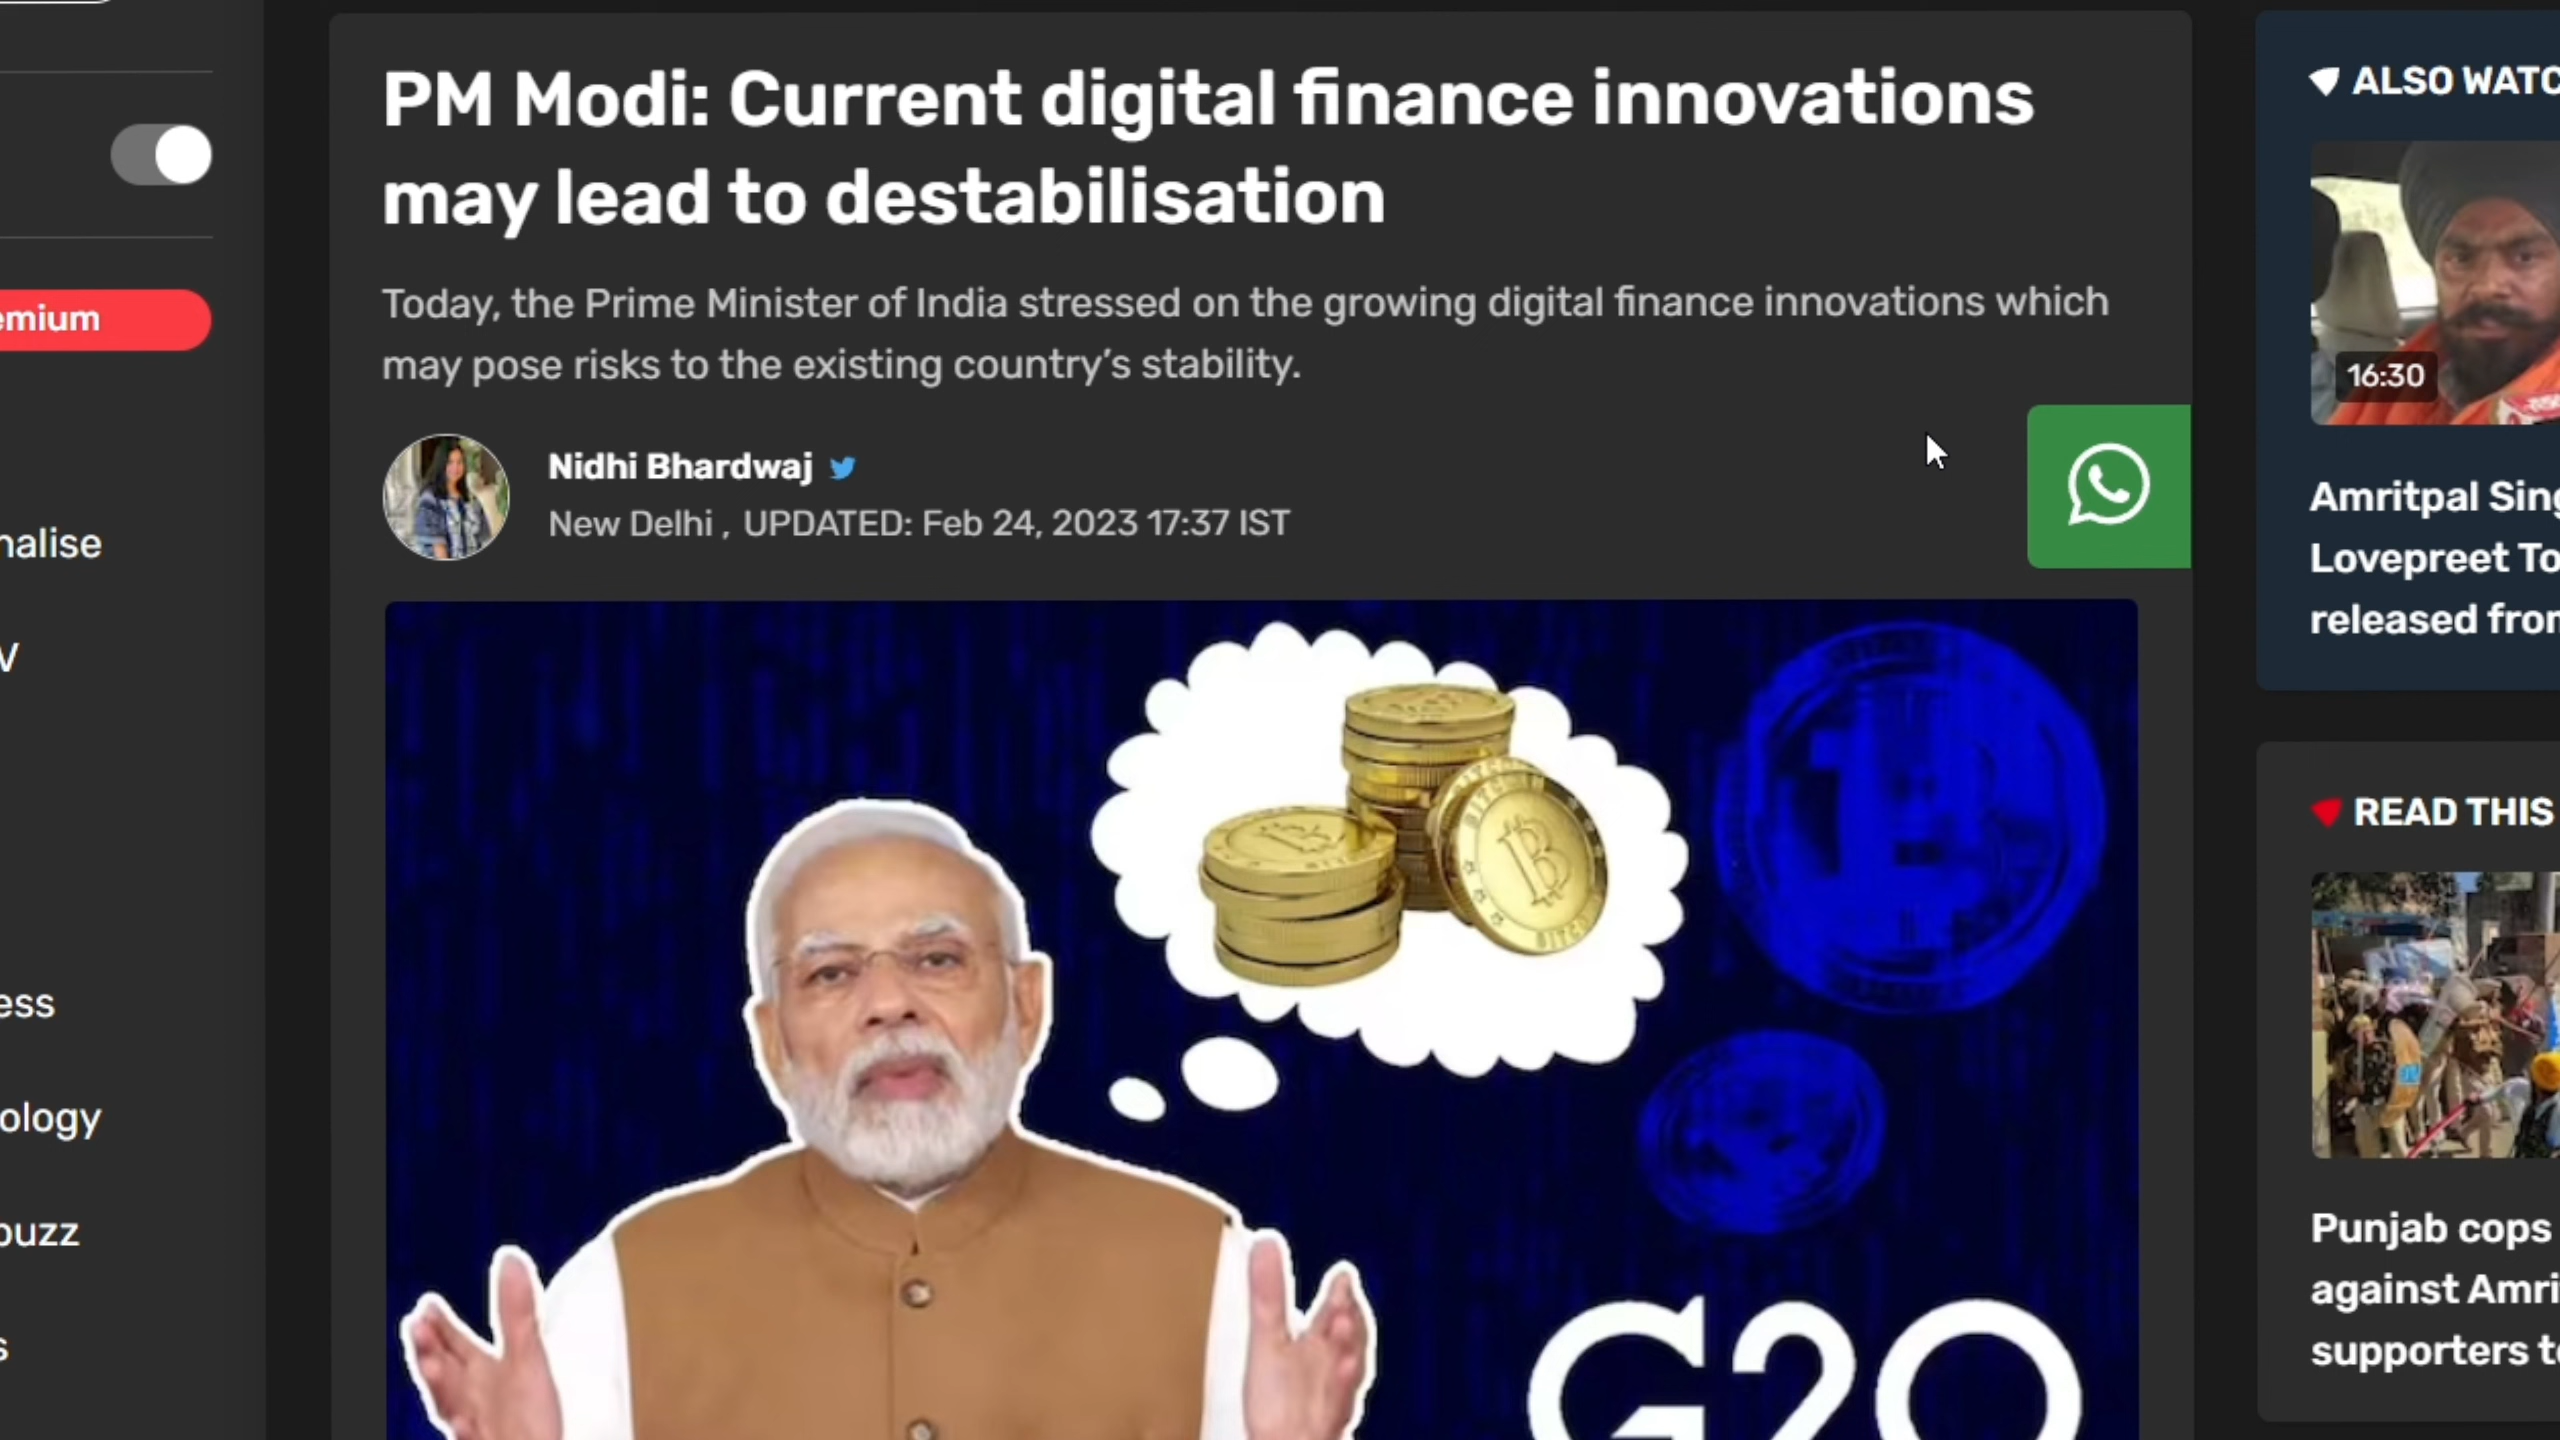 PM Modi: Current digital finance innovations
may lead to destabilisation
Today, the Prime Minister of India stressed on the growing digital finance innovations which
may pose risks to the existing country's stability.
Nidhi Bhardwaj
New Delhi , UPDATED: Feb 24, 2023 17:37 IST
BITCOIN
G20
emium
nalise
V
ess
ology
buzz
s
ALSO WATC
16:30
Amritpal Sing
Lovepreet To
released from
READ THIS
Punjab cops
against Amri
supporters to